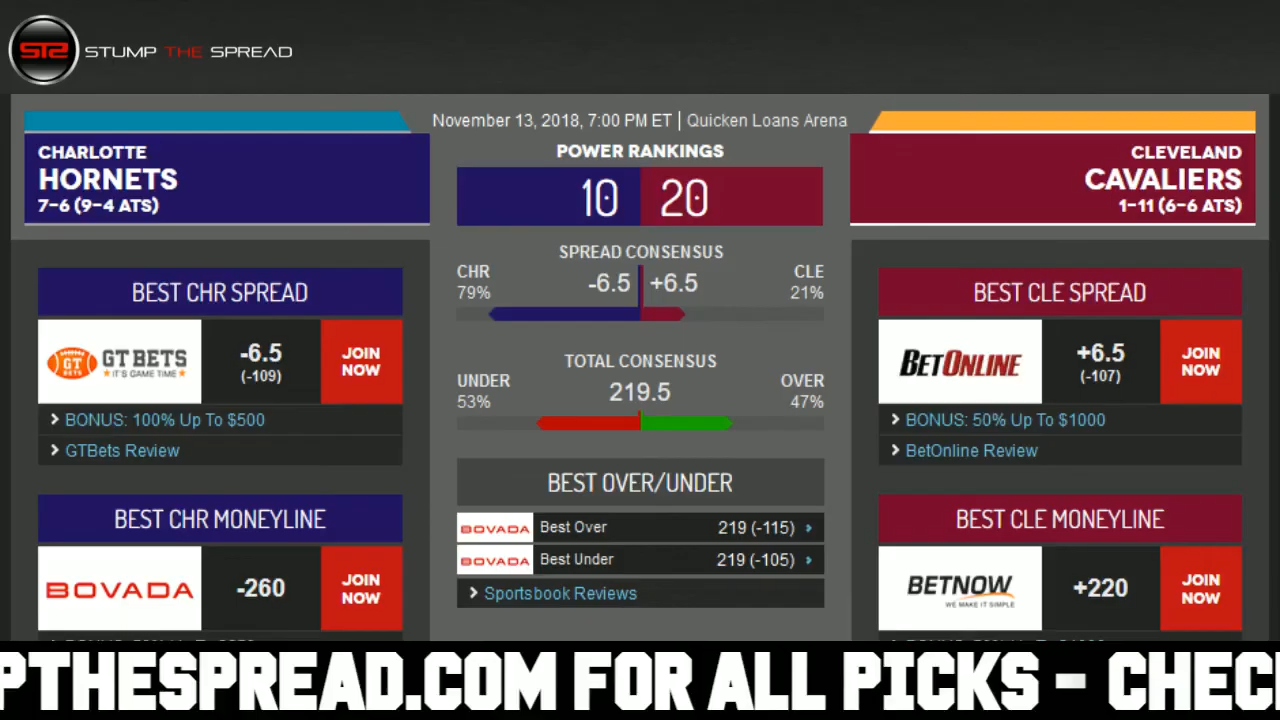 STS STUMP THE SPREAD
November 13, 2018, 7:00 PM ET | Quicken Loans Arena
CHARLOTTE
HORNETS
7-6 (9-4 ATS)
POWER RANKINGS
10 20
CLEVELAND
CAVALIERS
1-11 (6-6 ATS)
BEST CHR SPREAD
GT BETS
GT BETS
IT'S GAME TIME
-6.5
(-109)
JOIN
NOW
BONUS: 100% Up To $500
GTBets Review
BEST CHR MONEYLINE
BOVADA
-260
JOIN
NOW
SPREAD CONSENSUS
CHR
79%
-6.5 +6.5
CLE
21%
TOTAL CONSENSUS
UNDER
53%
219.5
OVER
47%
BEST OVER/UNDER
BOVADA Best Over 219 (-115)
BOVADA Best Under 219 (-105)
Sportsbook Reviews
BEST CLE SPREAD
BETONLINE
+6.5
(-107)
JOIN
NOW
BONUS: 50% Up To $1000
BetOnline Review
BEST CLE MONEYLINE
BETNOW
WE MAKE IT SIMPLE
+220
JOIN
NOW
PTHESPREAD.COM FOR ALL PICKS - CHEC